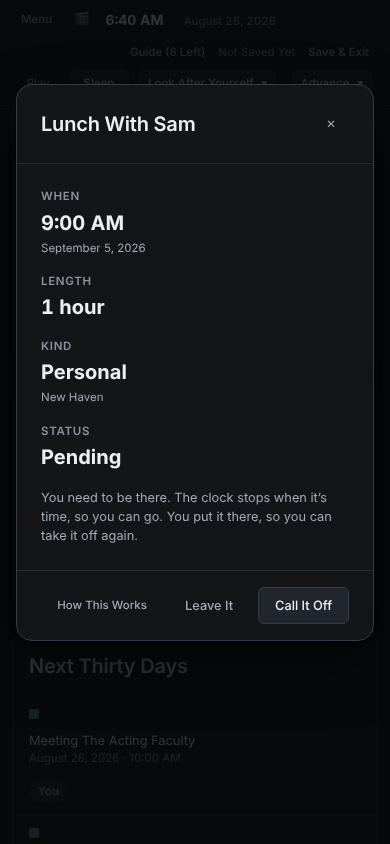 Menu 🎬 6:40 AM August 26, 2026
Guide (8 Left) Not Saved Yet Save & Exit
Play Sleep Look After Yourself Advance
Lunch With Sam ×
WHEN
9:00 AM
September 5, 2026
LENGTH
1 hour
KIND
Personal
New Haven
STATUS
Pending
You need to be there. The clock stops when it's
time, so you can go. You put it there, so you can
take it off again.
How This Works Leave It Call It Off
Next Thirty Days
Meeting The Acting Faculty
August 26, 2026 · 10:00 AM
You